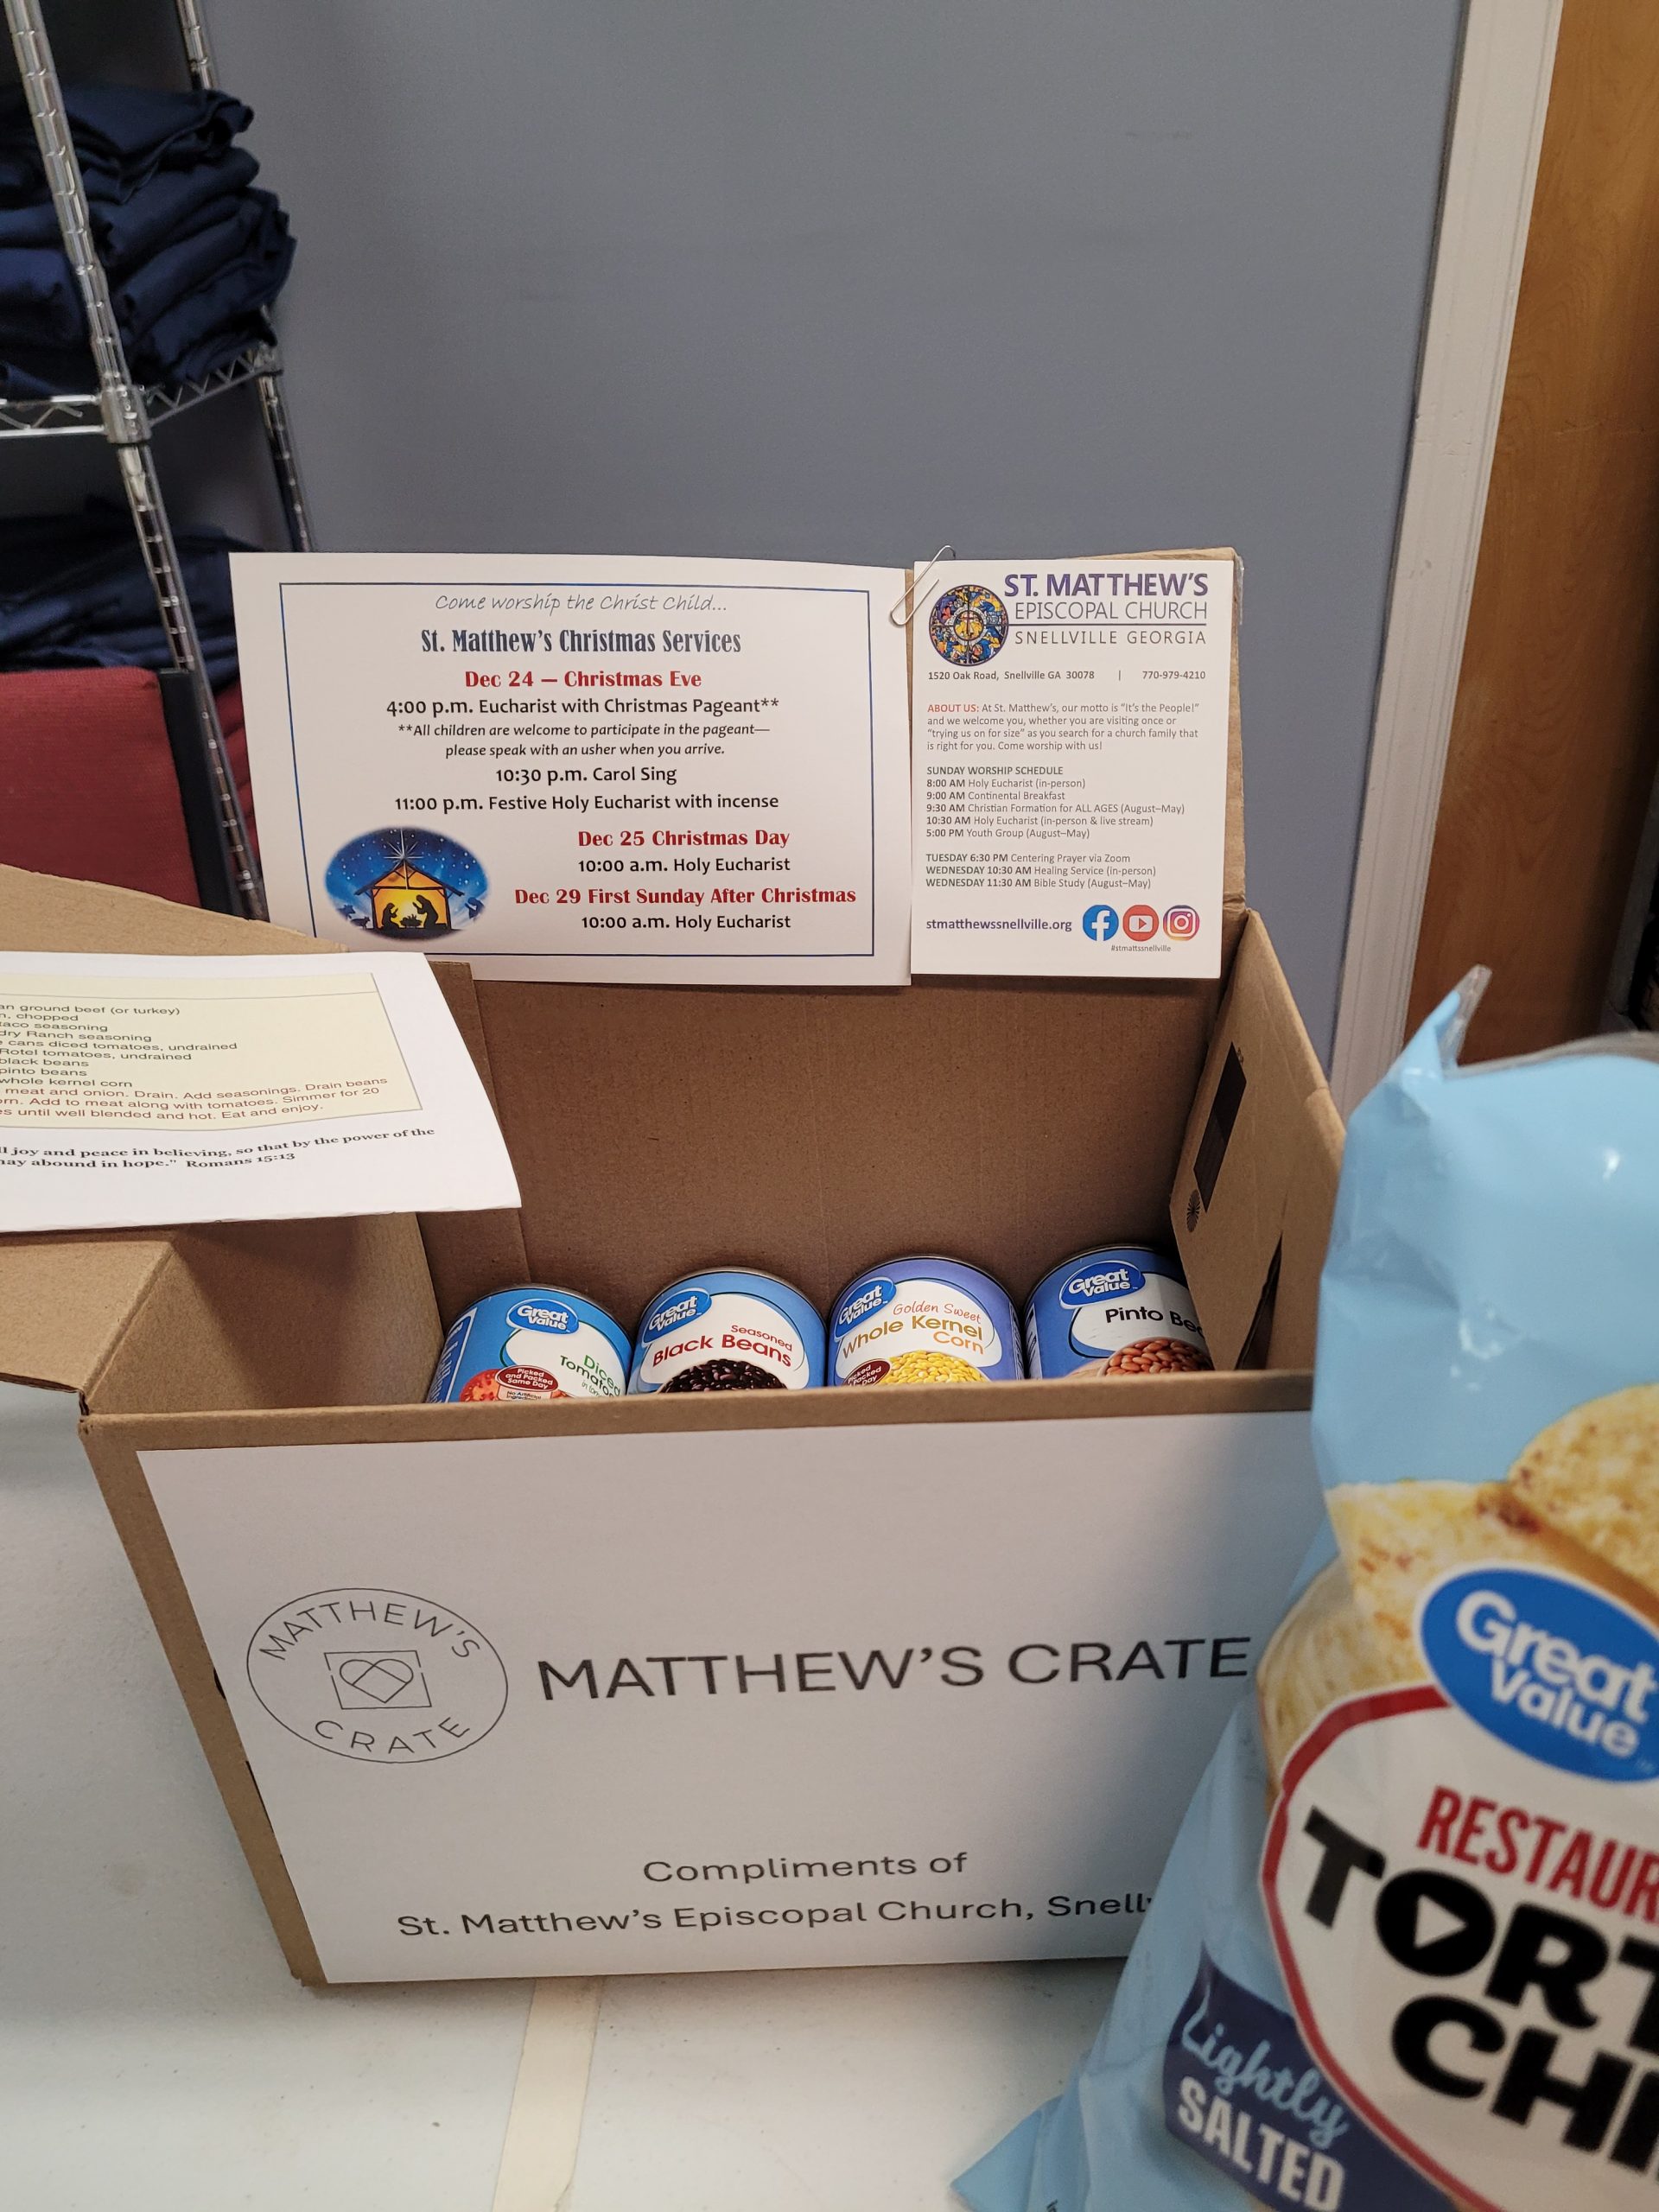 Come worship the Christ Child...
St. Matthew's Christmas Services
Dec 24 — Christmas Eve
4:00 p.m. Eucharist with Christmas Pageant**
**All children are welcome to participate in the pageant—
please speak with an usher when you arrive.
10:30 p.m. Carol Sing
11:00 p.m. Festive Holy Eucharist with incense
Dec 25 Christmas Day
10:00 a.m. Holy Eucharist
Dec 29 First Sunday After Christmas
10:00 a.m. Holy Eucharist
ST. MATTHEW'S
EPISCOPAL CHURCH
SNELLVILLE GEORGIA
1520 Oak Road, Snellville GA 30078 | 770-979-4210
ABOUT US: At St. Matthew's, our motto is "It's the People!"
and we welcome you, whether you are visiting once or
"trying us on for size" as you search for a church family that
is right for you. Come worship with us!
SUNDAY WORSHIP SCHEDULE
8:00 AM Holy Eucharist (in-person)
9:00 AM Continental Breakfast
9:30 AM Christian Formation for ALL AGES (August–May)
10:30 AM Holy Eucharist (in-person & live stream)
5:00 PM Youth Group (August–May)
TUESDAY 6:30 PM Centering Prayer via Zoom
WEDNESDAY 10:30 AM Healing Service (in-person)
WEDNESDAY 11:30 AM Bible Study (August–May)
stmatthewssnellville.org
#stmattssnellville
ground beef (or turkey)
chopped
taco seasoning
dry Ranch seasoning
cans diced tomatoes, undrained
Rotel tomatoes, undrained
black beans
pinto beans
whole kernel corn
meat and onion. Drain. Add seasonings. Drain beans
Add to meat along with tomatoes. Simmer for 20
until well blended and hot. Eat and enjoy.
joy and peace in believing, so that by the power of the
may abound in hope." Romans 15:13
Great Value
Diced
Tomatoes
Picked and Packed Same Day
Great Value
Seasoned
Black Beans
Great Value
Golden Sweet
Whole Kernel
Corn
Great Value
Pinto Be
MATTHEW'S
CRATE
MATTHEW'S CRATE
Compliments of
St. Matthew's Episcopal Church, Snell
Great
Value
RESTAUR
TORT
CHI
Lightly
SALTED